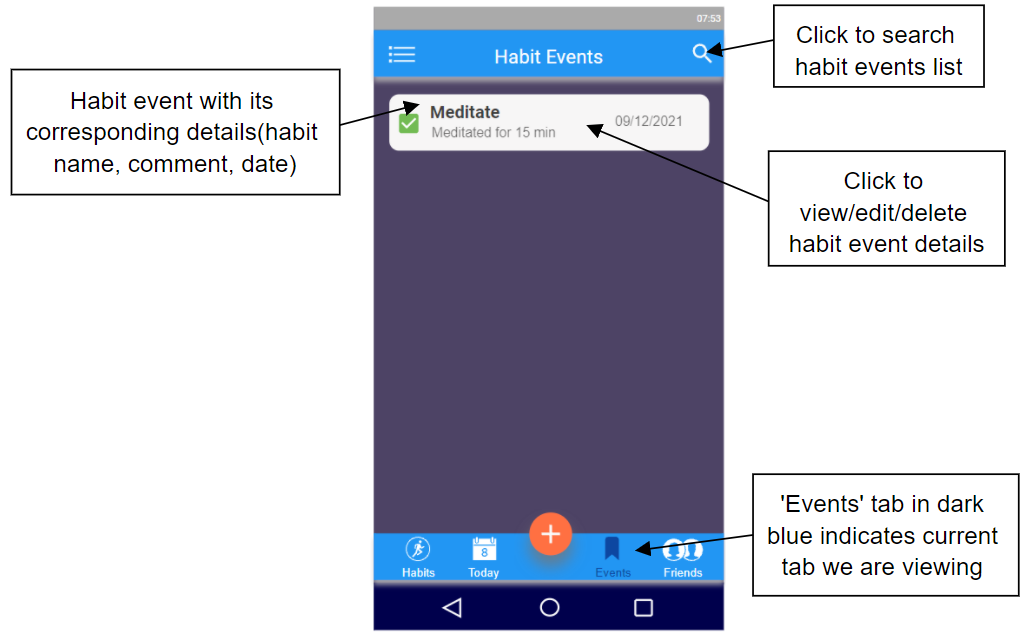 07:53
Habit Events
Click to search
habit events list
Habit event with its
corresponding details(habit
name, comment, date)
Meditate
Meditated for 15 min
09/12/2021
Click to
view/edit/delete
habit event details
'Events' tab in dark
blue indicates current
tab we are viewing
8
Habits
Today
Events
Friends